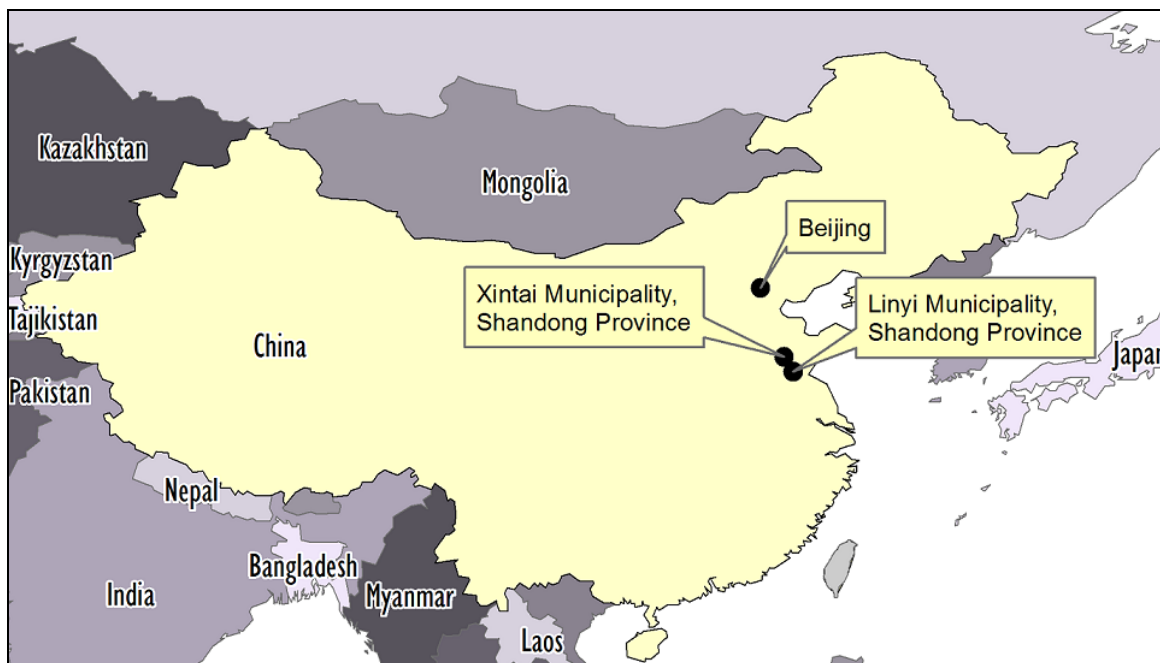 Kazakhstan
Mongolia
Beijing
Kyrgyzstan
Xintai Municipality,
Shandong Province
Linyi Municipality,
Shandong Province
Tajikistan
China
Japan
Pakistan
Nepal
Bangladesh
India
Myanmar
Laos